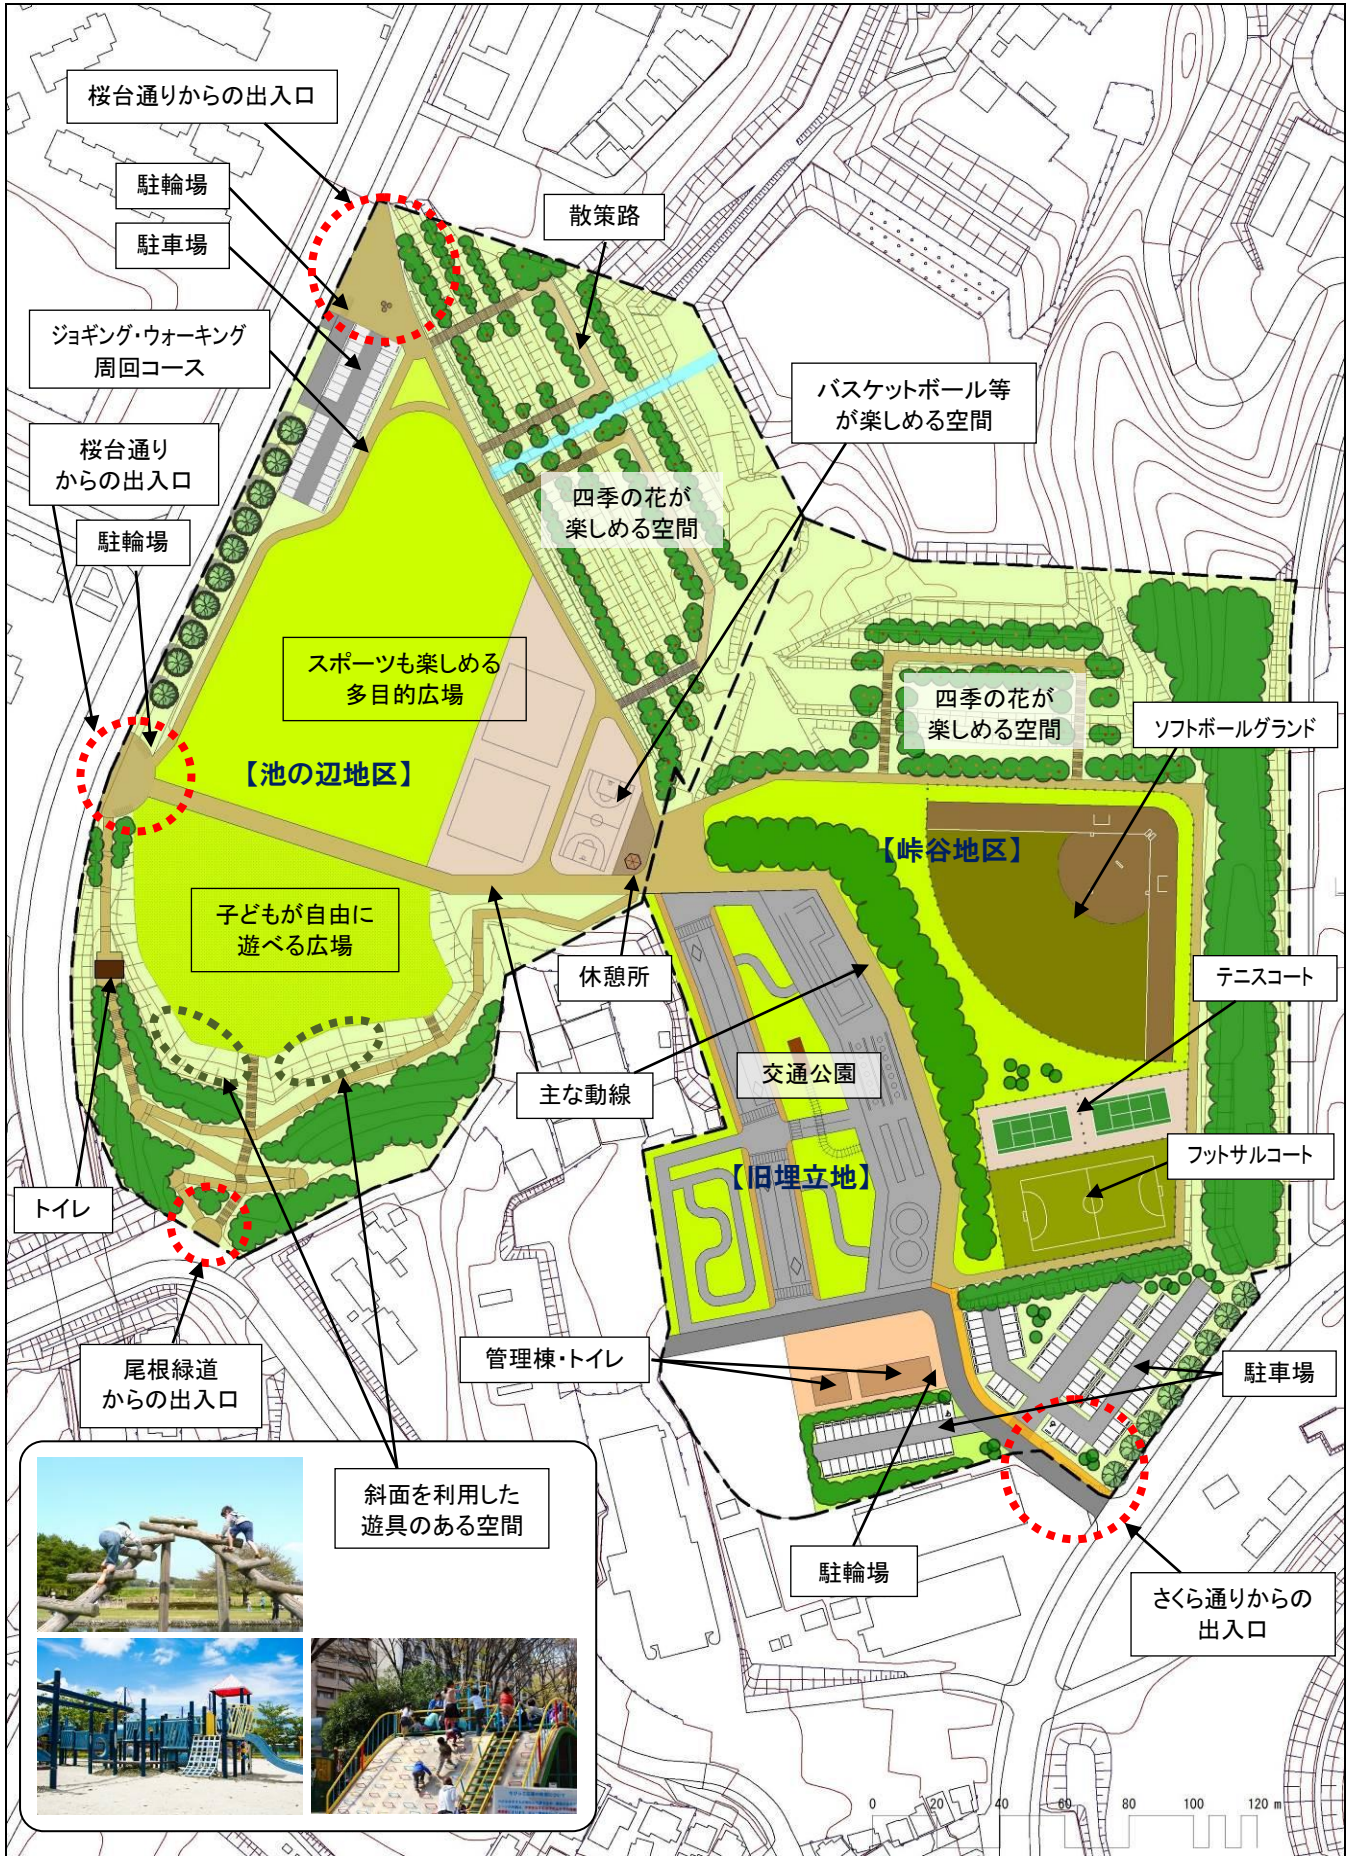 桜台通りからの出入口
駐輪場
散策路
駐車場
ジョギング・ウォーキング
周回コース
バスケットボール等
が楽しめる空間
桜台通り
からの出入口
駐輪場
四季の花が
楽しめる空間
スポーツも楽しめる
多目的広場
四季の花が
楽しめる空間
ソフトボールグランド
【池の辺地区】
【峠谷地区】
子どもが自由に
遊べる広場
休憩所
テニスコート
主な動線
交通公園
フットサルコート
【旧埋立地】
トイレ
尾根緑道
からの出入口
管理棟・トイレ
駐車場
斜面を利用した
遊具のある空間
駐輪場
さくら通りからの
出入口
0 20 40 60 80 100 120 m